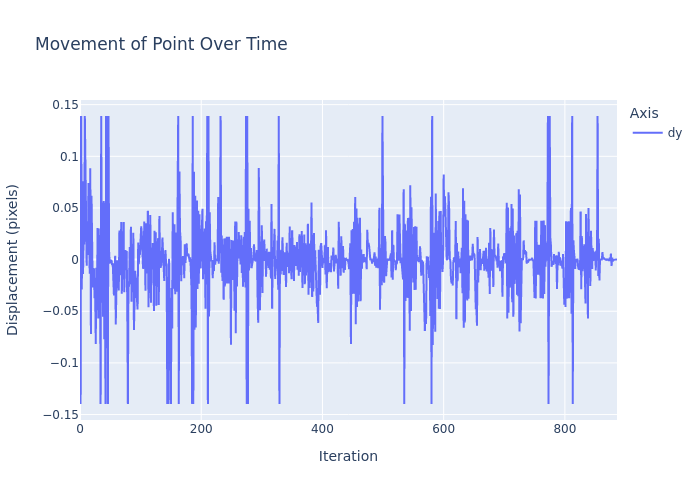 Movement of Point Over Time
Axis
dy
0.15
0.1
0.05
0
−0.05
−0.1
−0.15
0
200
400
600
800
Displacement (pixels)
Iteration